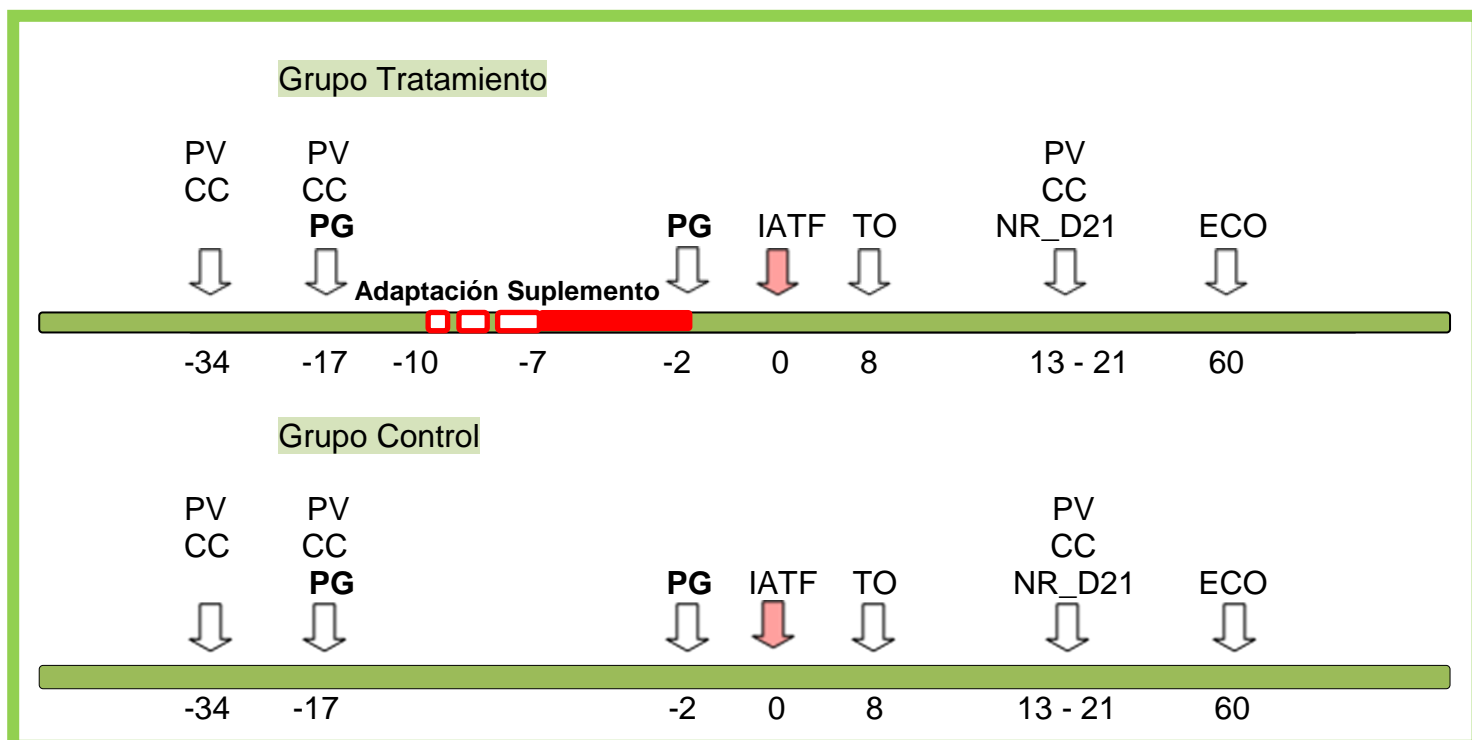 Grupo Tratamiento
PV PV PV
CC CC CC
PG PG IATF TO NR_D21 ECO
Adaptación Suplemento
-34 -17 -10 -7 -2 0 8 13 - 21 60
Grupo Control
PV PV PV
CC CC CC
PG PG IATF TO NR_D21 ECO
-34 -17 -2 0 8 13 - 21 60